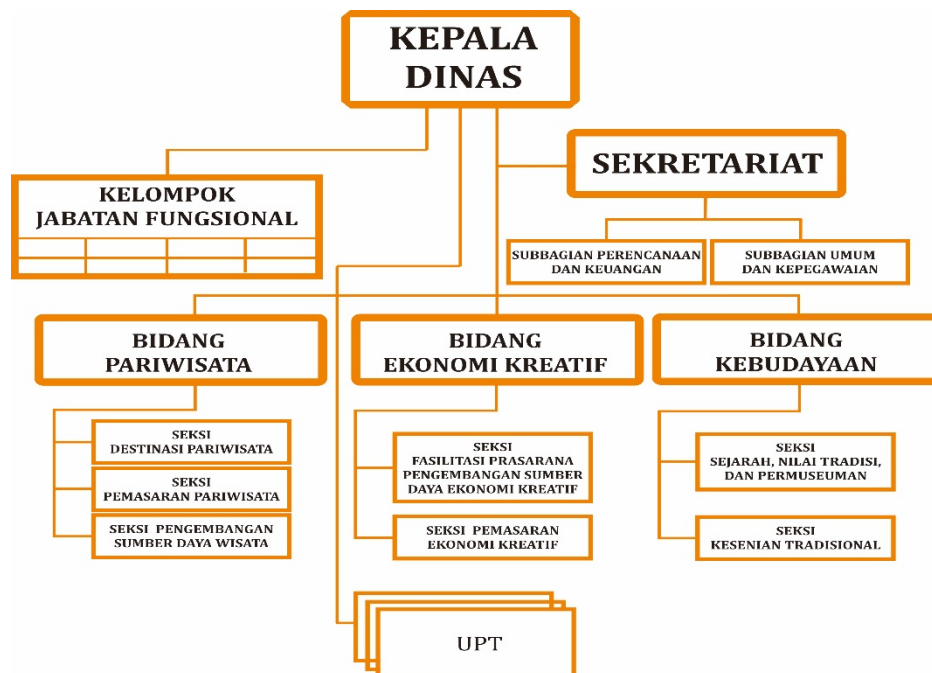 KEPALA
DINAS
SEKRETARIAT
KELOMPOK
JABATAN FUNGSIONAL
SUBBAGIAN PERENCANAAN
DAN KEUANGAN
SUBBAGIAN UMUM
DAN KEPEGAWAIAN
BIDANG
PARIWISATA
BIDANG
EKONOMI KREATIF
BIDANG
KEBUDAYAAN
SEKSI
DESTINASI PARIWISATA
SEKSI
PEMASARAN PARIWISATA
SEKSI PENGEMBANGAN
SUMBER DAYA WISATA
SEKSI
FASILITASI PRASARANA
PENGEMBANGAN SUMBER
DAYA EKONOMI KREATIF
SEKSI PEMASARAN
EKONOMI KREATIF
SEKSI
SEJARAH, NILAI TRADISI,
DAN PERMUSEUMAN
SEKSI
KESENIAN TRADISIONAL
UPT